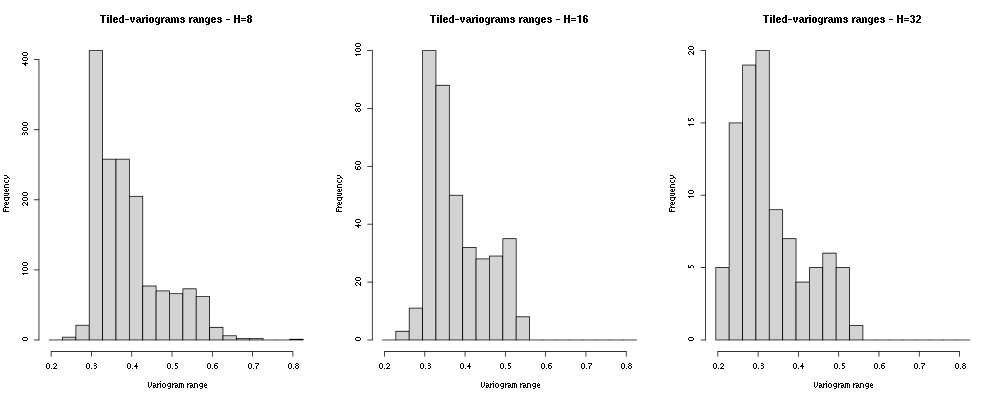 Tiled-variograms ranges - H=8
Frequency
0
100
200
300
400
0.2 0.3 0.4 0.5 0.6 0.7 0.8
Variogram range
Tiled-variograms ranges - H=16
Frequency
0
20
40
60
80
100
0.2 0.3 0.4 0.5 0.6 0.7 0.8
Variogram range
Tiled-variograms ranges - H=32
Frequency
0
5
10
15
20
0.2 0.3 0.4 0.5 0.6 0.7 0.8
Variogram range